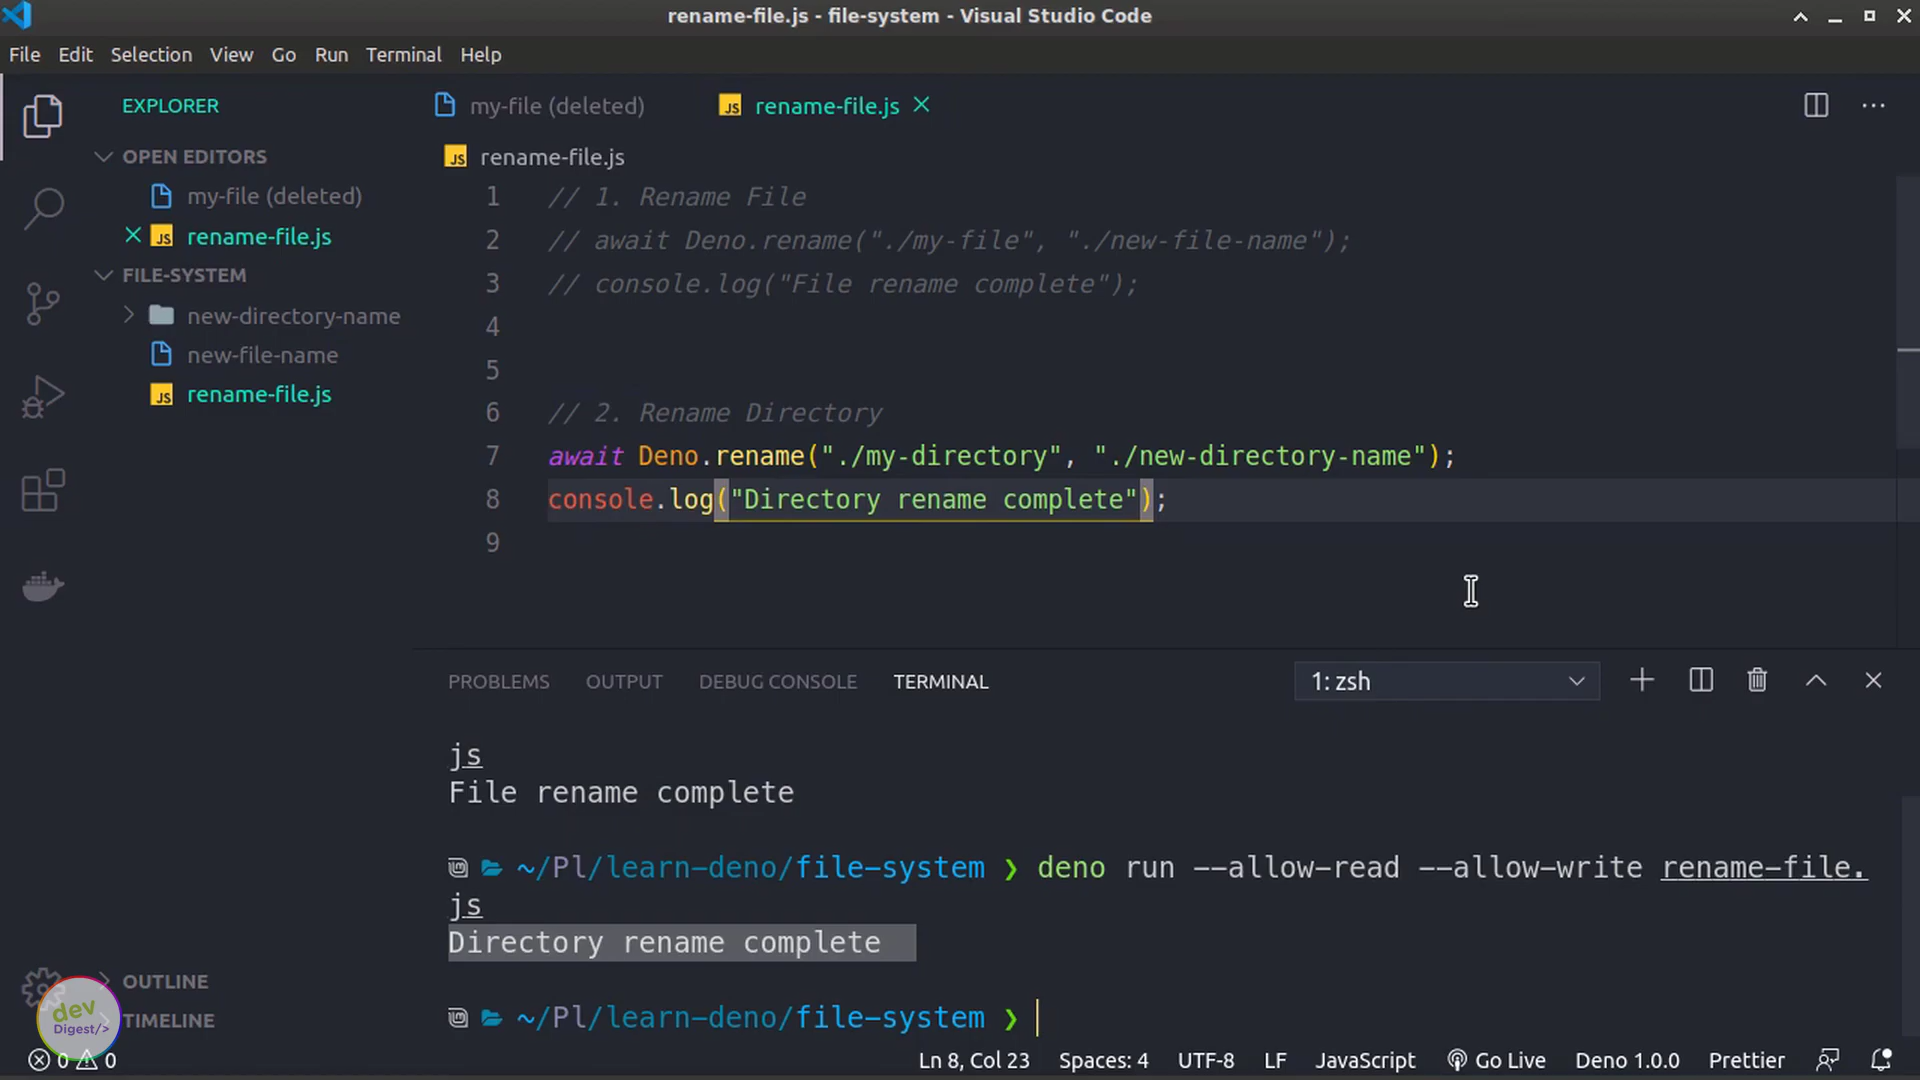 rename-file.js - file-system - Visual Studio Code
File Edit Selection View Go Run Terminal Help
EXPLORER
OPEN EDITORS
my-file (deleted)
JS rename-file.js
FILE-SYSTEM
new-directory-name
new-file-name
JS rename-file.js
OUTLINE
TIMELINE
my-file (deleted) JS rename-file.js
JS rename-file.js
1 // 1. Rename File
2 // await Deno.rename("./my-file", "./new-file-name");
3 // console.log("File rename complete");
4
5
6 // 2. Rename Directory
7 await Deno.rename("./my-directory", "./new-directory-name");
8 console.log("Directory rename complete");
9
PROBLEMS OUTPUT DEBUG CONSOLE TERMINAL 1: zsh
js
File rename complete
~/Pl/learn-deno/file-system ❯ deno run --allow-read --allow-write rename-file.
js
Directory rename complete
~/Pl/learn-deno/file-system ❯
dev
Digest/>
0 0 Ln 8, Col 23 Spaces: 4 UTF-8 LF JavaScript Go Live Deno 1.0.0 Prettier